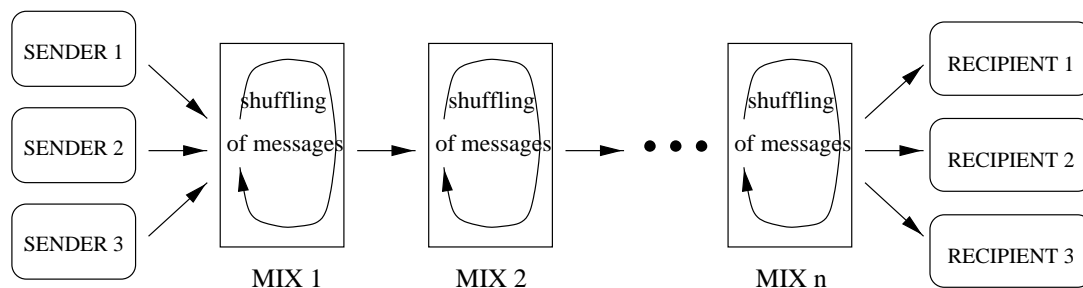 SENDER 1
SENDER 2
SENDER 3
shuffling
of messages
MIX 1
shuffling
of messages
MIX 2
shuffling
of messages
MIX n
RECIPIENT 1
RECIPIENT 2
RECIPIENT 3